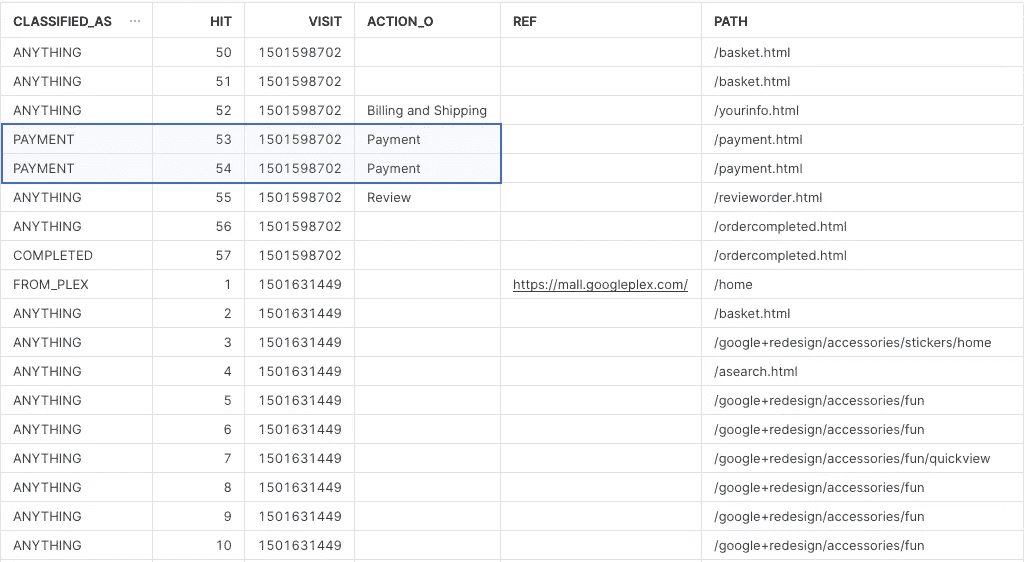 CLASSIFIED_AS ··· HIT VISIT ACTION_O REF PATH
ANYTHING 50 1501598702 /basket.html
ANYTHING 51 1501598702 /basket.html
ANYTHING 52 1501598702 Billing and Shipping /yourinfo.html
PAYMENT 53 1501598702 Payment /payment.html
PAYMENT 54 1501598702 Payment /payment.html
ANYTHING 55 1501598702 Review /revieworder.html
ANYTHING 56 1501598702 /ordercompleted.html
COMPLETED 57 1501598702 /ordercompleted.html
FROM_PLEX 1 1501631449 https://mall.googleplex.com/ /home
ANYTHING 2 1501631449 /basket.html
ANYTHING 3 1501631449 /google+redesign/accessories/stickers/home
ANYTHING 4 1501631449 /asearch.html
ANYTHING 5 1501631449 /google+redesign/accessories/fun
ANYTHING 6 1501631449 /google+redesign/accessories/fun
ANYTHING 7 1501631449 /google+redesign/accessories/fun/quickview
ANYTHING 8 1501631449 /google+redesign/accessories/fun
ANYTHING 9 1501631449 /google+redesign/accessories/fun
ANYTHING 10 1501631449 /google+redesign/accessories/fun